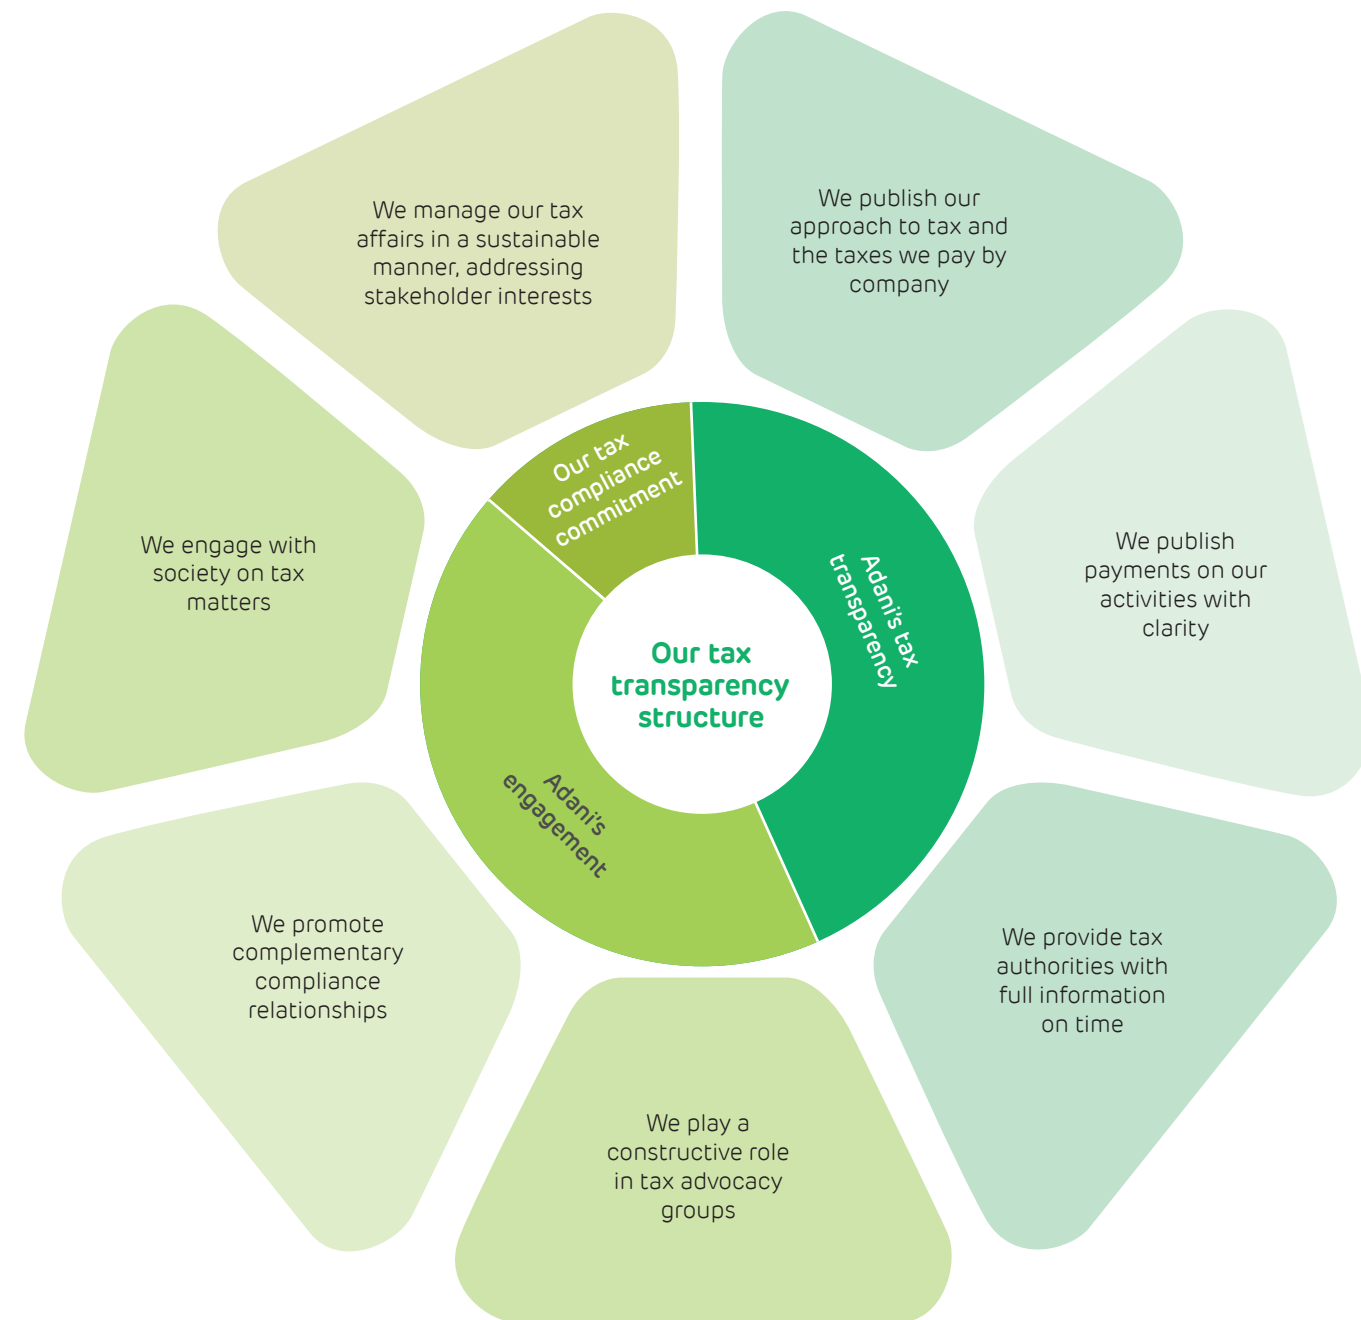 We manage our tax
affairs in a sustainable
manner, addressing
stakeholder interests
We publish our
approach to tax and
the taxes we pay by
company
We engage with
society on tax
matters
Our tax
compliance
commitment
Adani's tax
transparency
We publish
payments on our
activities with
clarity
Our tax
transparency
structure
Adani's
engagement
We promote
complementary
compliance
relationships
We provide tax
authorities with
full information
on time
We play a
constructive role
in tax advocacy
groups